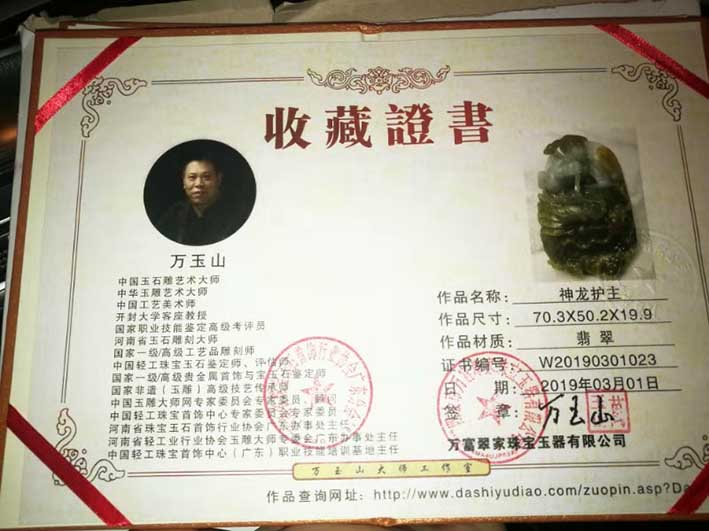 收藏證書
万玉山
中国玉石雕艺术大师
中华玉雕艺术大师
中国工艺美术师
开封大学客座教授
国家职业技能鉴定高级考评员
河南省玉石雕刻大师
国家一级/高级工艺品雕刻师
中国轻工珠宝玉石鉴定师、评估师
国家一级/高级贵金属首饰与宝玉石鉴定师
国家非遗（玉雕）高级技艺传承师
中国玉雕大师网专家委员会专家委员、顾问
中国轻工珠宝首饰中心专家委员会专家委员
河南省珠宝玉石首饰行业协会广东办事处主任
河南省轻工业行业协会玉雕大师专委会广东办事处主任
中国轻工珠宝首饰中心（广东）职业技能培训基地主任
作品名称： 神龙护主
作品尺寸： 70.3X50.2X19.9
作品材质： 翡翠
证书编号： W20190301023
日 期： 2019年03月01日
签 章： 万玉山
万富翠家珠宝玉器有限公司
万玉山大师工作室
作品查询网址：http://www.dashiyudiao.com/zuopin.asp?Da